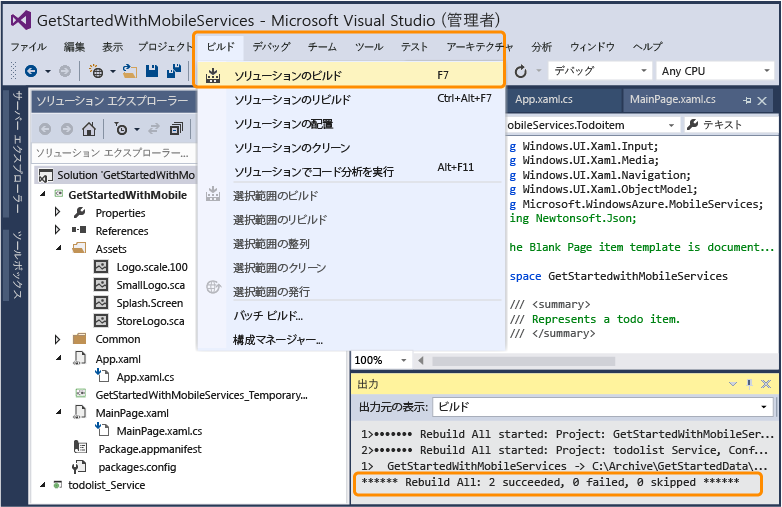 GetStartedWithMobileServices - Microsoft Visual Studio (管理者)
ファイル 編集 表示 プロジェクト ビルド デバッグ チーム ツール テスト アーキテクチャ 分析 ウィンドウ ヘルプ
デバッグ Any CPU
サーバー エクスプローラー
ツールボックス
ソリューション エクスプローラー
ソリューション エクスプローラー...
Solution 'GetStartedWithMo
GetStartedWithMobile
Properties
References
Assets
Logo.scale.100
SmallLogo.sca
Splash.Screen
StoreLogo.sca
Common
App.xaml
App.xaml.cs
GetStartedWithMobileServices_Temporary...
MainPage.xaml
MainPage.xaml.cs
Package.appmanifest
packages.config
todolist_Service
ソリューションのビルド F7
ソリューションのリビルド Ctrl+Alt+F7
ソリューションの配置
ソリューションのクリーン
ソリューションでコード分析を実行 Alt+F11
選択範囲のビルド
選択範囲のリビルド
選択範囲の整列
選択範囲のクリーン
選択範囲の発行
バッチ ビルド...
構成マネージャー...
App.xaml.cs MainPage.xaml.cs
obileServices.Todoitem テキスト
g Windows.UI.Xaml.Input;
g Windows.UI.Xaml.Media;
g Windows.UI.Xaml.Navigation;
g Windows.UI.Xaml.ObjectModel;
g Microsoft.WindowsAzure.MobileServices;
ing Newtonsoft.Json;
he Blank Page item template is document...
space GetStartedwithMobileServices
/// <summary>
/// Represents a todo item.
/// </summary>
100%
出力
出力元の表示: ビルド
1>••••••• Rebuild All started: Project: GetStartedWithMobileSer...
2>••••••• Rebuild All started: Project: todolist Service, Conf...
1> GetStartedWithMobileServices -> C:\Archive\GetStartedData\...
****** Rebuild All: 2 succeeded, 0 failed, 0 skipped ******